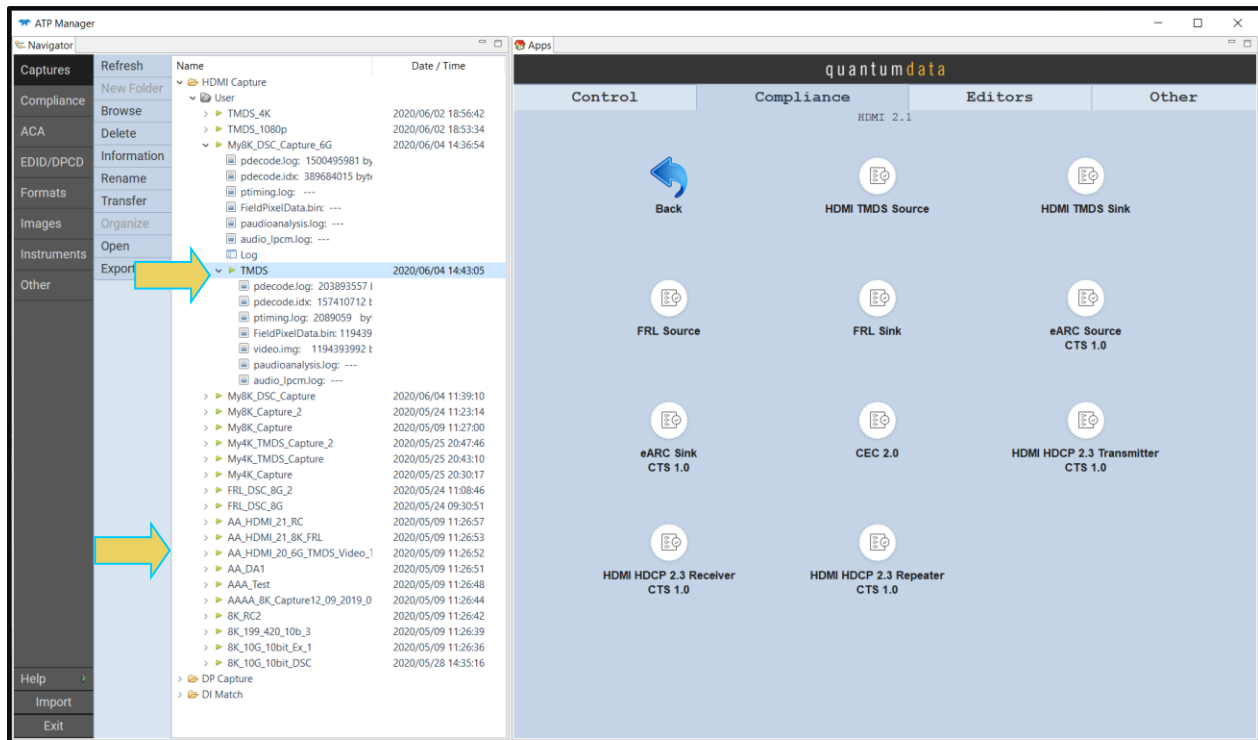 ATP Manager
Navigator
Captures
Compliance
ACA
EDID/DPCD
Formats
Images
Instruments
Other
Help
Import
Exit
Refresh
New Folder
Browse
Delete
Information
Rename
Transfer
Organize
Open
Export
Name Date / Time
HDMI Capture
User
TMDS_4K 2020/06/02 18:56:42
TMDS_1080p 2020/06/02 18:53:34
My8K_DSC_Capture_6G 2020/06/04 14:36:54
pdecode.log: 1500495981 by
pdecode.idx: 389684015 byte
ptiming.log: ---
FieldPixelData.bin: ---
paudioanalysis.log: ---
audio_lpcm.log: ---
Log
TMDS 2020/06/04 14:43:05
pdecode.log: 203893557 l
pdecode.idx: 157410712 b
ptiming.log: 2089059 by
FieldPixelData.bin: 119439
video.img: 1194393992 b
paudioanalysis.log: ---
audio_lpcm.log: ---
My8K_DSC_Capture 2020/06/04 11:39:10
My8K_Capture_2 2020/05/24 11:23:14
My8K_Capture 2020/05/09 11:27:00
My4K_TMDS_Capture_2 2020/05/25 20:47:46
My4K_TMDS_Capture 2020/05/25 20:43:10
My4K_Capture 2020/05/25 20:30:17
FRL_DSC_8G_2 2020/05/24 11:08:46
FRL_DSC_8G 2020/05/24 09:30:51
AA_HDMI_21_RC 2020/05/09 11:26:57
AA_HDMI_21_8K_FRL 2020/05/09 11:26:53
AA_HDMI_20_6G_TMDS_Video_T 2020/05/09 11:26:52
AA_DA1 2020/05/09 11:26:51
AAA_Test 2020/05/09 11:26:48
AAAA_8K_Capture12_09_2019_0 2020/05/09 11:26:44
8K_RC2 2020/05/09 11:26:42
8K_199_420_10b_3 2020/05/09 11:26:39
8K_10G_10bit_Ex_1 2020/05/09 11:26:36
8K_10G_10bit_DSC 2020/05/28 14:35:16
DP Capture
DI Match
Apps
quantumdata
Control Compliance Editors Other
HDMI 2.1
Back
HDMI TMDS Source
HDMI TMDS Sink
FRL Source
FRL Sink
eARC Source
CTS 1.0
eARC Sink
CTS 1.0
CEC 2.0
HDMI HDCP 2.3 Transmitter
CTS 1.0
HDMI HDCP 2.3 Receiver
CTS 1.0
HDMI HDCP 2.3 Repeater
CTS 1.0